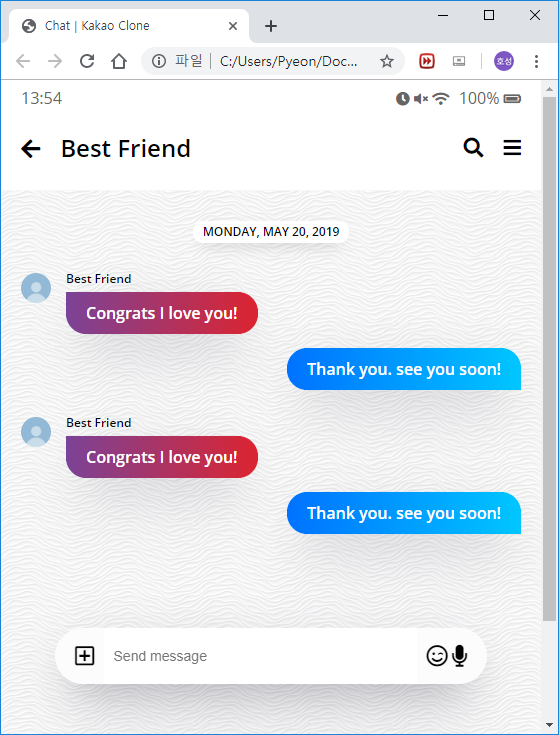 Chat | Kakao Clone
파일 | C:/Users/Pyeon/Doc...
호성
13:54
100%
Best Friend
MONDAY, MAY 20, 2019
Best Friend
Congrats I love you!
Thank you. see you soon!
Best Friend
Congrats I love you!
Thank you. see you soon!
Send message